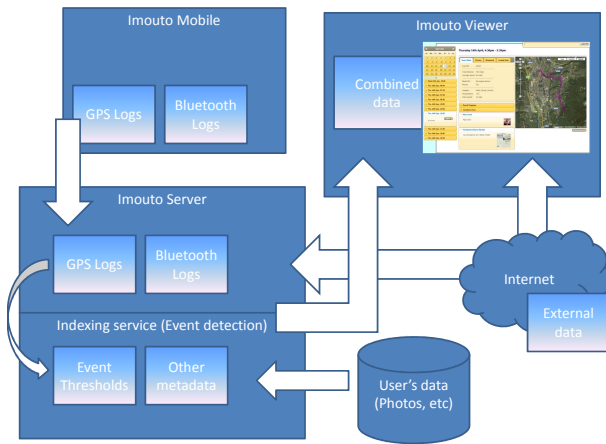 Imouto Mobile
GPS Logs
Bluetooth
Logs
Imouto Viewer
Combined
data
Imouto Server
GPS Logs
Bluetooth
Logs
Indexing service (Event detection)
Event
Thresholds
Other
metadata
Internet
External
data
User's data
(Photos, etc)